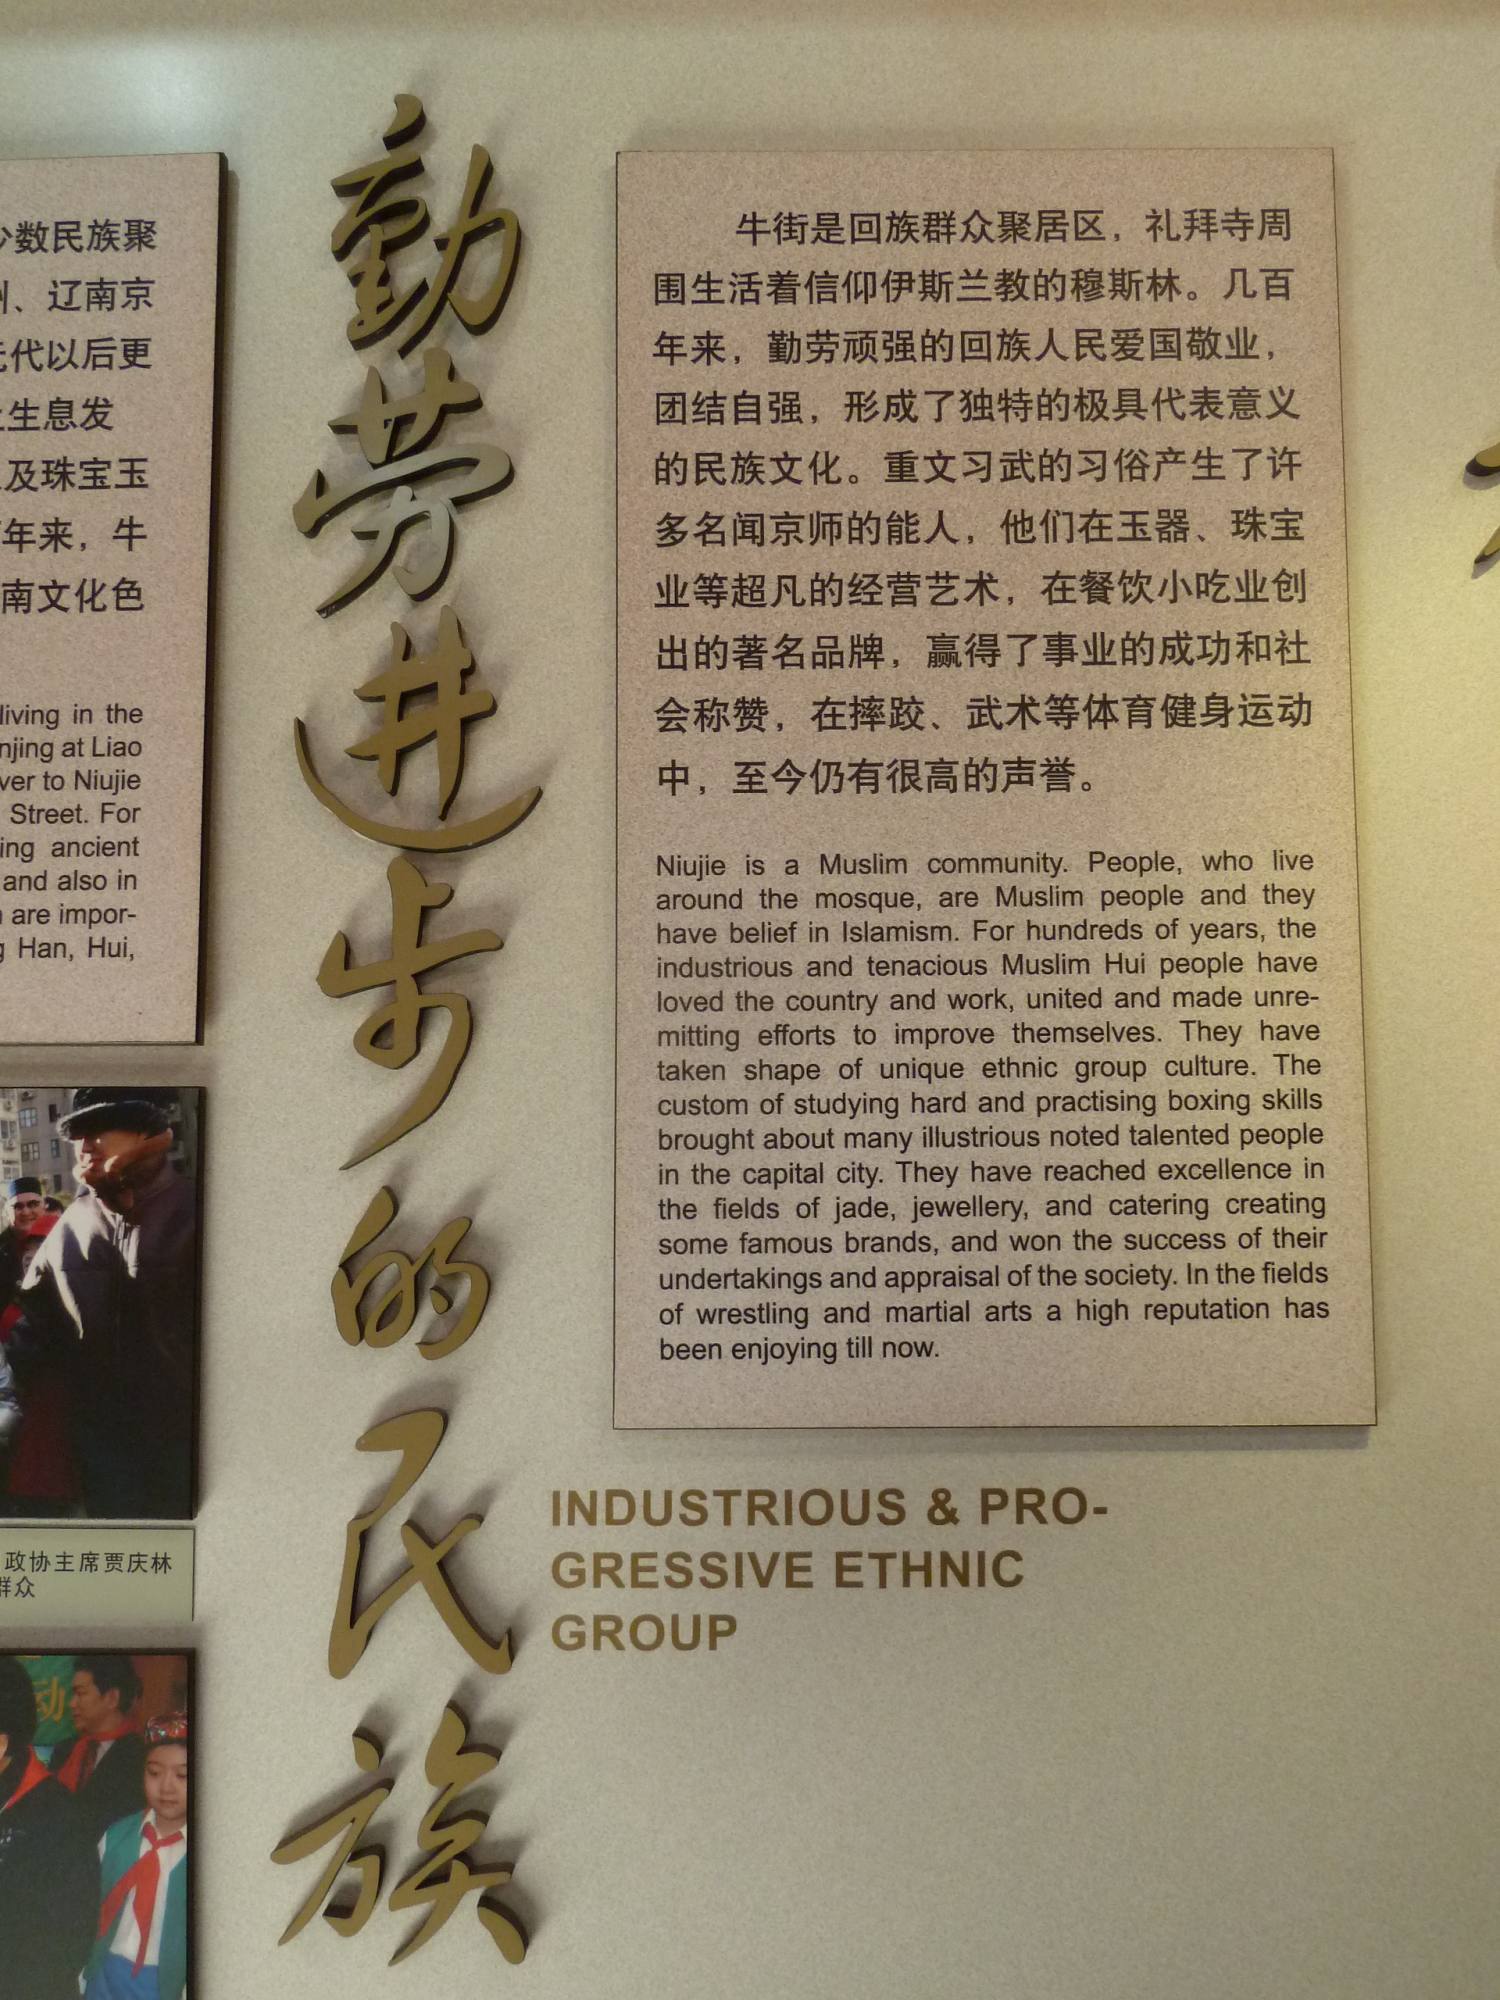 少数民族聚
、辽南京
代以后更
生息发
及珠宝玉
年来，牛
南文化色
living in the
njing at Liao
ver to Niujie
Street. For
ing ancient
and also in
are impor-
Han, Hui,
政协主席贾庆林
群众
动
勤劳进步的民族
牛街是回族群众聚居区，礼拜寺周
围生活着信仰伊斯兰教的穆斯林。几百
年来，勤劳顽强的回族人民爱国敬业，
团结自强，形成了独特的极具代表意义
的民族文化。重文习武的习俗产生了许
多名闻京师的能人，他们在玉器、珠宝
业等超凡的经营艺术，在餐饮小吃业创
出的著名品牌，赢得了事业的成功和社
会称赞，在摔跤、武术等体育健身运动
中，至今仍有很高的声誉。
Niujie is a Muslim community. People, who live
around the mosque, are Muslim people and they
have belief in Islamism. For hundreds of years, the
industrious and tenacious Muslim Hui people have
loved the country and work, united and made unre-
mitting efforts to improve themselves. They have
taken shape of unique ethnic group culture. The
custom of studying hard and practising boxing skills
brought about many illustrious noted talented people
in the capital city. They have reached excellence in
the fields of jade, jewellery, and catering creating
some famous brands, and won the success of their
undertakings and appraisal of the society. In the fields
of wrestling and martial arts a high reputation has
been enjoying till now.
INDUSTRIOUS & PRO-
GRESSIVE ETHNIC
GROUP